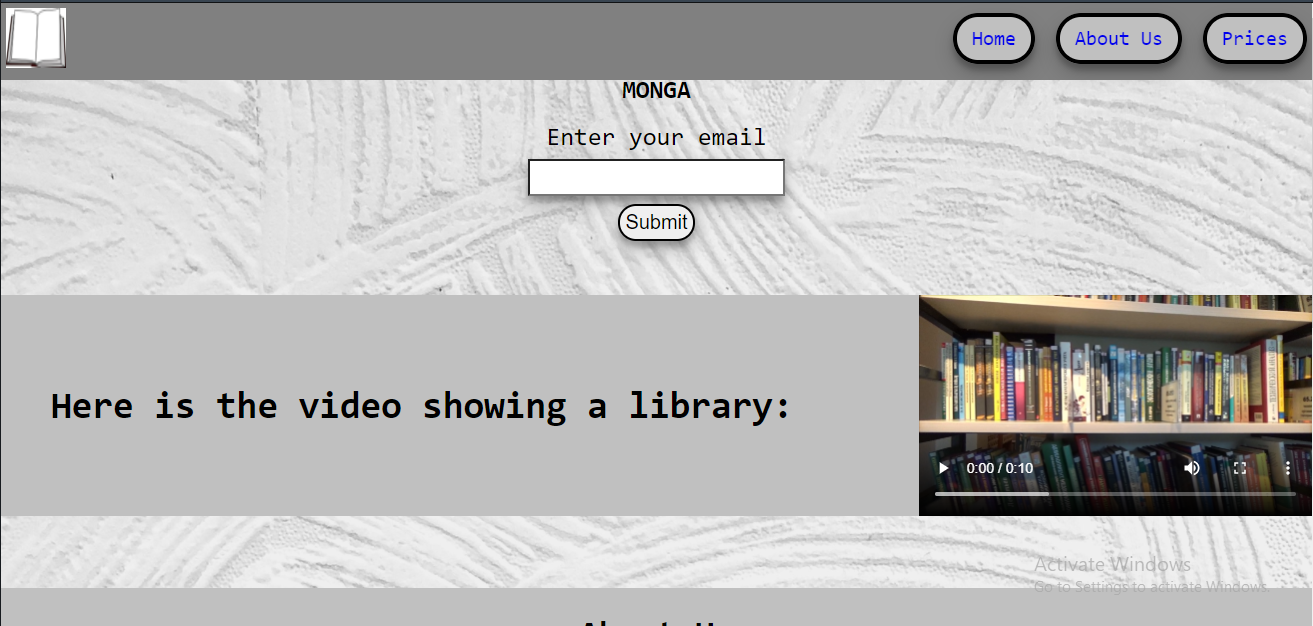 Home About Us Prices
MONGA
Enter your email
Submit
Here is the video showing a library:
0:00 / 0:10
Activate Windows
Go to Settings to activate Windows.